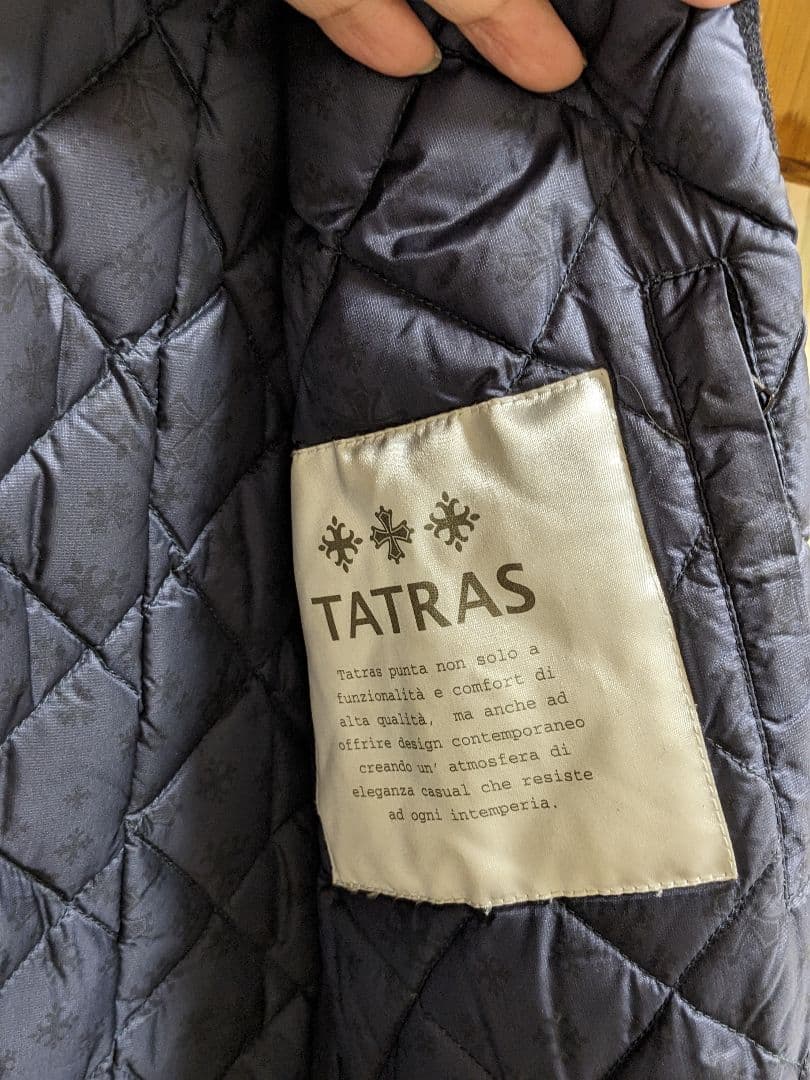 TATRAS
Tatras punta non solo a
funzionalità e comfort di
alta qualità, ma anche ad
offrire design contemporaneo
creando un' atmosfera di
eleganza casual che resiste
ad ogni intemperia.